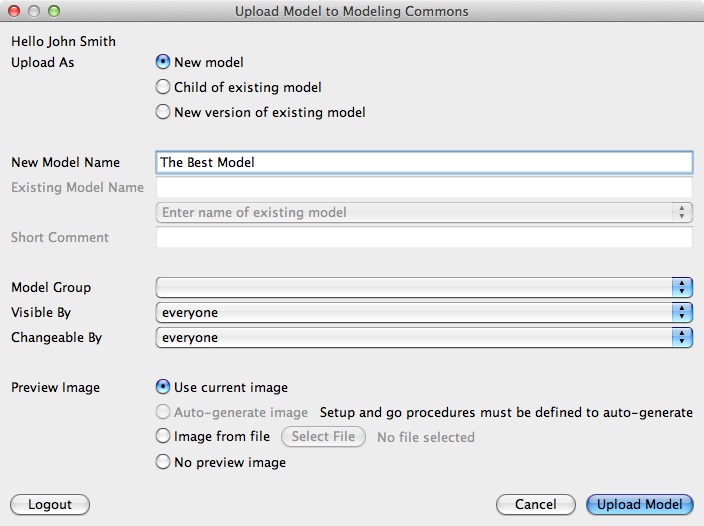 Upload Model to Modeling Commons
Hello John Smith
Upload As New model
Child of existing model
New version of existing model
New Model Name The Best Model
Existing Model Name
Enter name of existing model
Short Comment
Model Group
Visible By everyone
Changeable By everyone
Preview Image Use current image
Auto-generate image Setup and go procedures must be defined to auto-generate
Image from file Select File No file selected
No preview image
Logout Cancel Upload Model